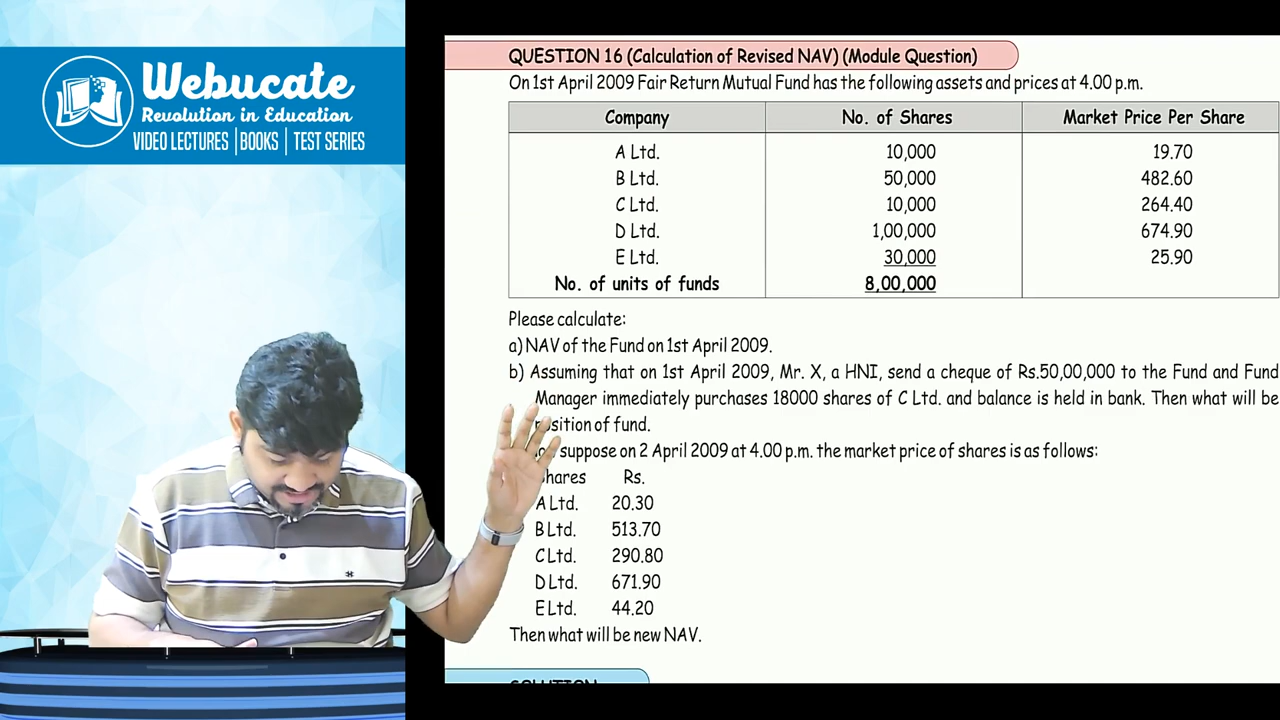 Webucate
Revolution in Education
VIDEO LECTURES | BOOKS | TEST SERIES
QUESTION 16 (Calculation of Revised NAV) (Module Question)
On 1st April 2009 Fair Return Mutual Fund has the following assets and prices at 4.00 p.m.
Company No. of Shares Market Price Per Share
A Ltd. 10,000 19.70
B Ltd. 50,000 482.60
C Ltd. 10,000 264.40
D Ltd. 1,00,000 674.90
E Ltd. 30,000 25.90
No. of units of funds 8,00,000
Please calculate:
a) NAV of the Fund on 1st April 2009.
b) Assuming that on 1st April 2009, Mr. X, a HNI, send a cheque of Rs.50,00,000 to the Fund and Fund
Manager immediately purchases 18000 shares of C Ltd. and balance is held in bank. Then what will be
of fund.
suppose on 2 April 2009 at 4.00 p.m. the market price of shares is as follows:
Shares Rs.
A Ltd. 20.30
B Ltd. 513.70
C Ltd. 290.80
D Ltd. 671.90
E Ltd. 44.20
Then what will be new NAV.